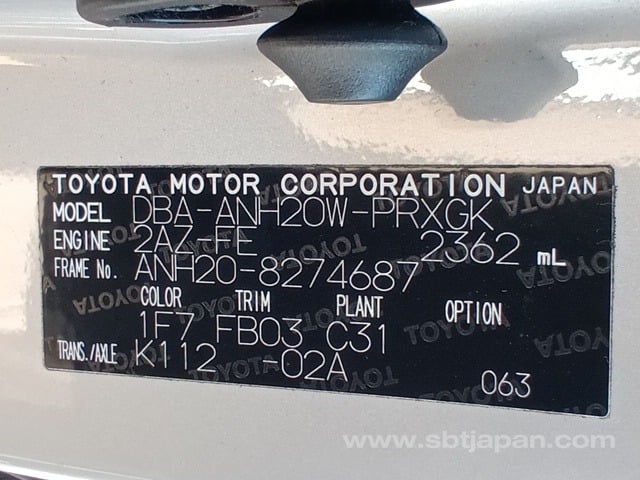 TOYOTA MOTOR CORPORATION JAPAN
MODEL DBA-ANH20W-PRXGK
ENGINE 2AZ-FE 2362 mL
FRAME No. ANH20-8274687
COLOR TRIM PLANT OPTION
1F7 FB03 C31
TRANS./AXLE K112 -02A
063
www.sbtjapan.com